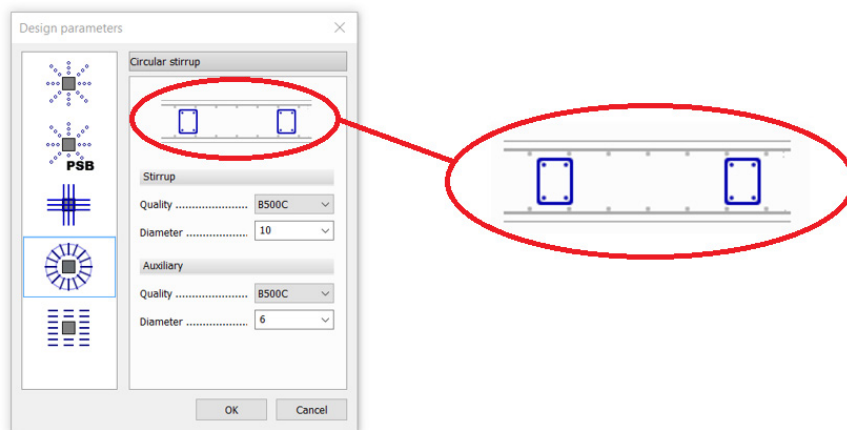 Design parameters
Circular stirrup
PSB
Stirrup
Quality ...................... B500C
Diameter ................... 10
Auxiliary
Quality ...................... B500C
Diameter ................... 6
OK Cancel